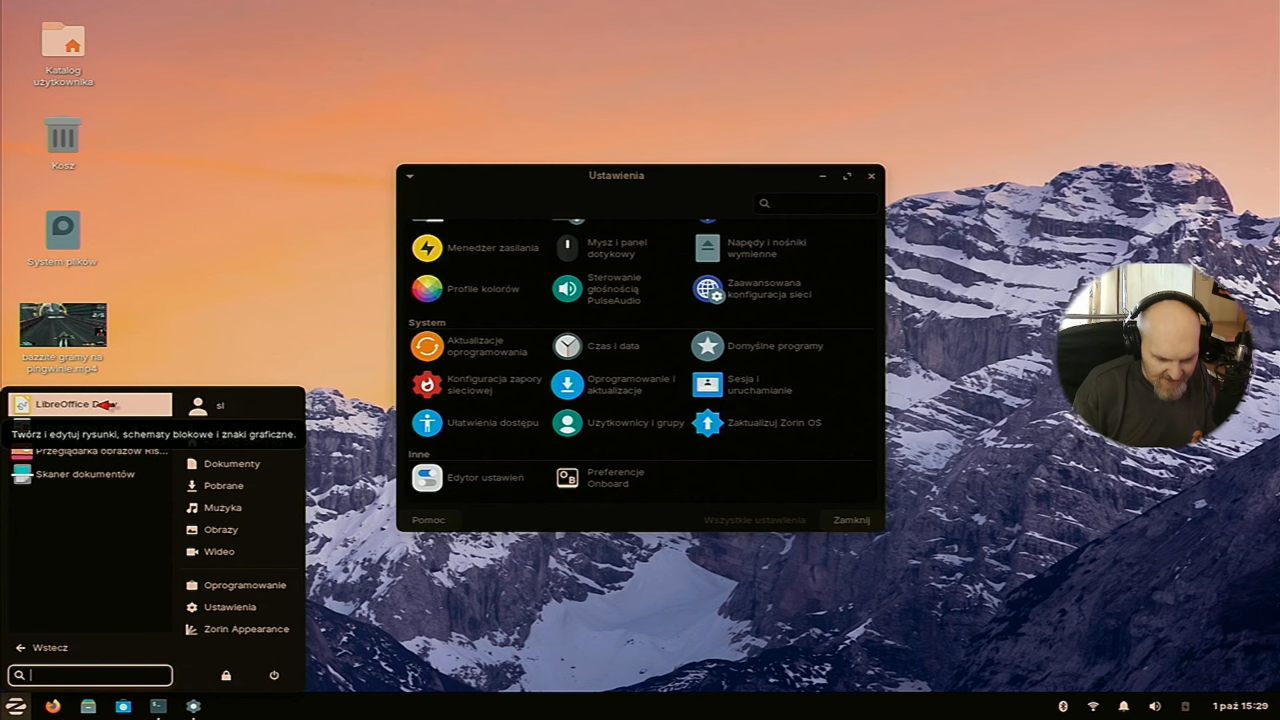 Katalog
użytkownika
Kosz
System plików
bazzite gramy na
pingwinie.mp4
Ustawienia
Menedżer zasilania
Mysz i panel
dotykowy
Napędy i nośniki
wymienne
Profile kolorów
Sterowanie
głośnością
PulseAudio
Zaawansowana
konfiguracja sieci
System
Aktualizacje
oprogramowania
Czas i data
Domyślne programy
Konfiguracja zapory
sieciowej
Oprogramowanie i
aktualizacje
Sesja i
uruchamianie
Ułatwienia dostępu
Użytkownicy i grupy
Zaktualizuj Zorin OS
Inne
Edytor ustawień
Preferencje
Onboard
Pomoc
Wszystkie ustawienia
Zamknij
LibreOffice
sl
Twórz i edytuj rysunki, schematy blokowe i znaki graficzne.
Przeglądarka obrazów Ris...
Skaner dokumentów
Dokumenty
Pobrane
Muzyka
Obrazy
Wideo
Oprogramowanie
Ustawienia
Zorin Appearance
Wstecz
1 paź 15:29